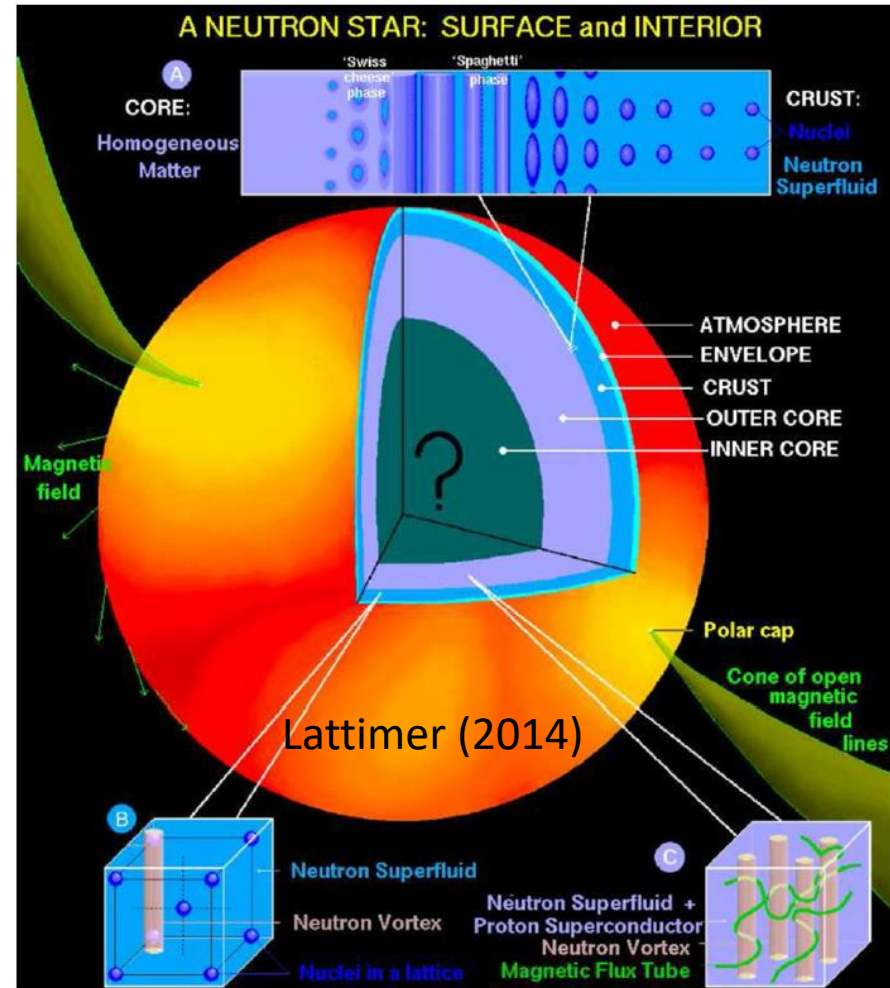 A NEUTRON STAR: SURFACE and INTERIOR
'Swiss
cheese'
phase
'Spaghetti'
phase
A
CORE:
Homogeneous
Matter
CRUST:
Nuclei
Neutron
Superfluid
ATMOSPHERE
ENVELOPE
CRUST
OUTER CORE
INNER CORE
?
Magnetic
field
Polar cap
Cone of open
magnetic
field
lines
Lattimer (2014)
B
Neutron Superfluid
Neutron Vortex
Nuclei in a lattice
C
Neutron Superfluid +
Proton Superconductor
Neutron Vortex
Magnetic Flux Tube